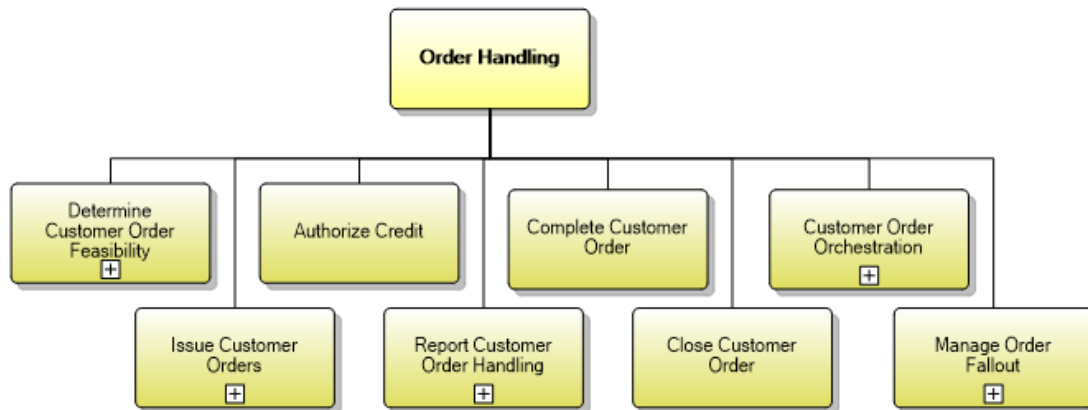 Order Handling
Determine
Customer Order
Feasibility
Authorize Credit
Complete Customer
Order
Customer Order
Orchestration
Issue Customer
Orders
Report Customer
Order Handling
Close Customer
Order
Manage Order
Fallout